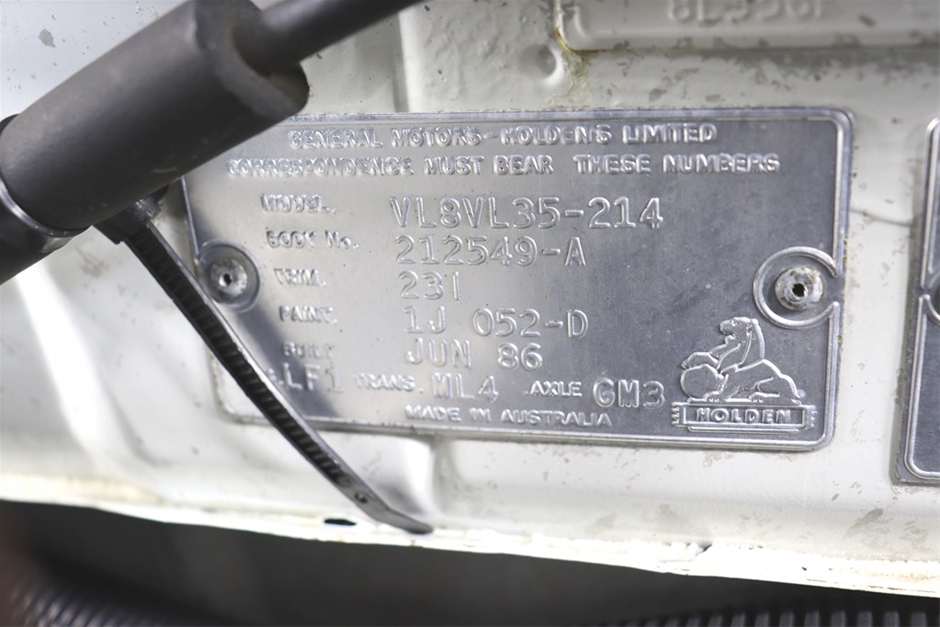 GENERAL MOTORS-HOLDEN'S LIMITED
CORRESPONDENCE MUST BEAR THESE NUMBERS
MODEL. VL8VL35-214
BODY No. 212549-A
TRIM. 231
PAINT. 1J 052-D
BUILT JUN 86
LF1 TRANS. ML4 AXLE GM3
HOLDEN
MADE IN AUSTRALIA